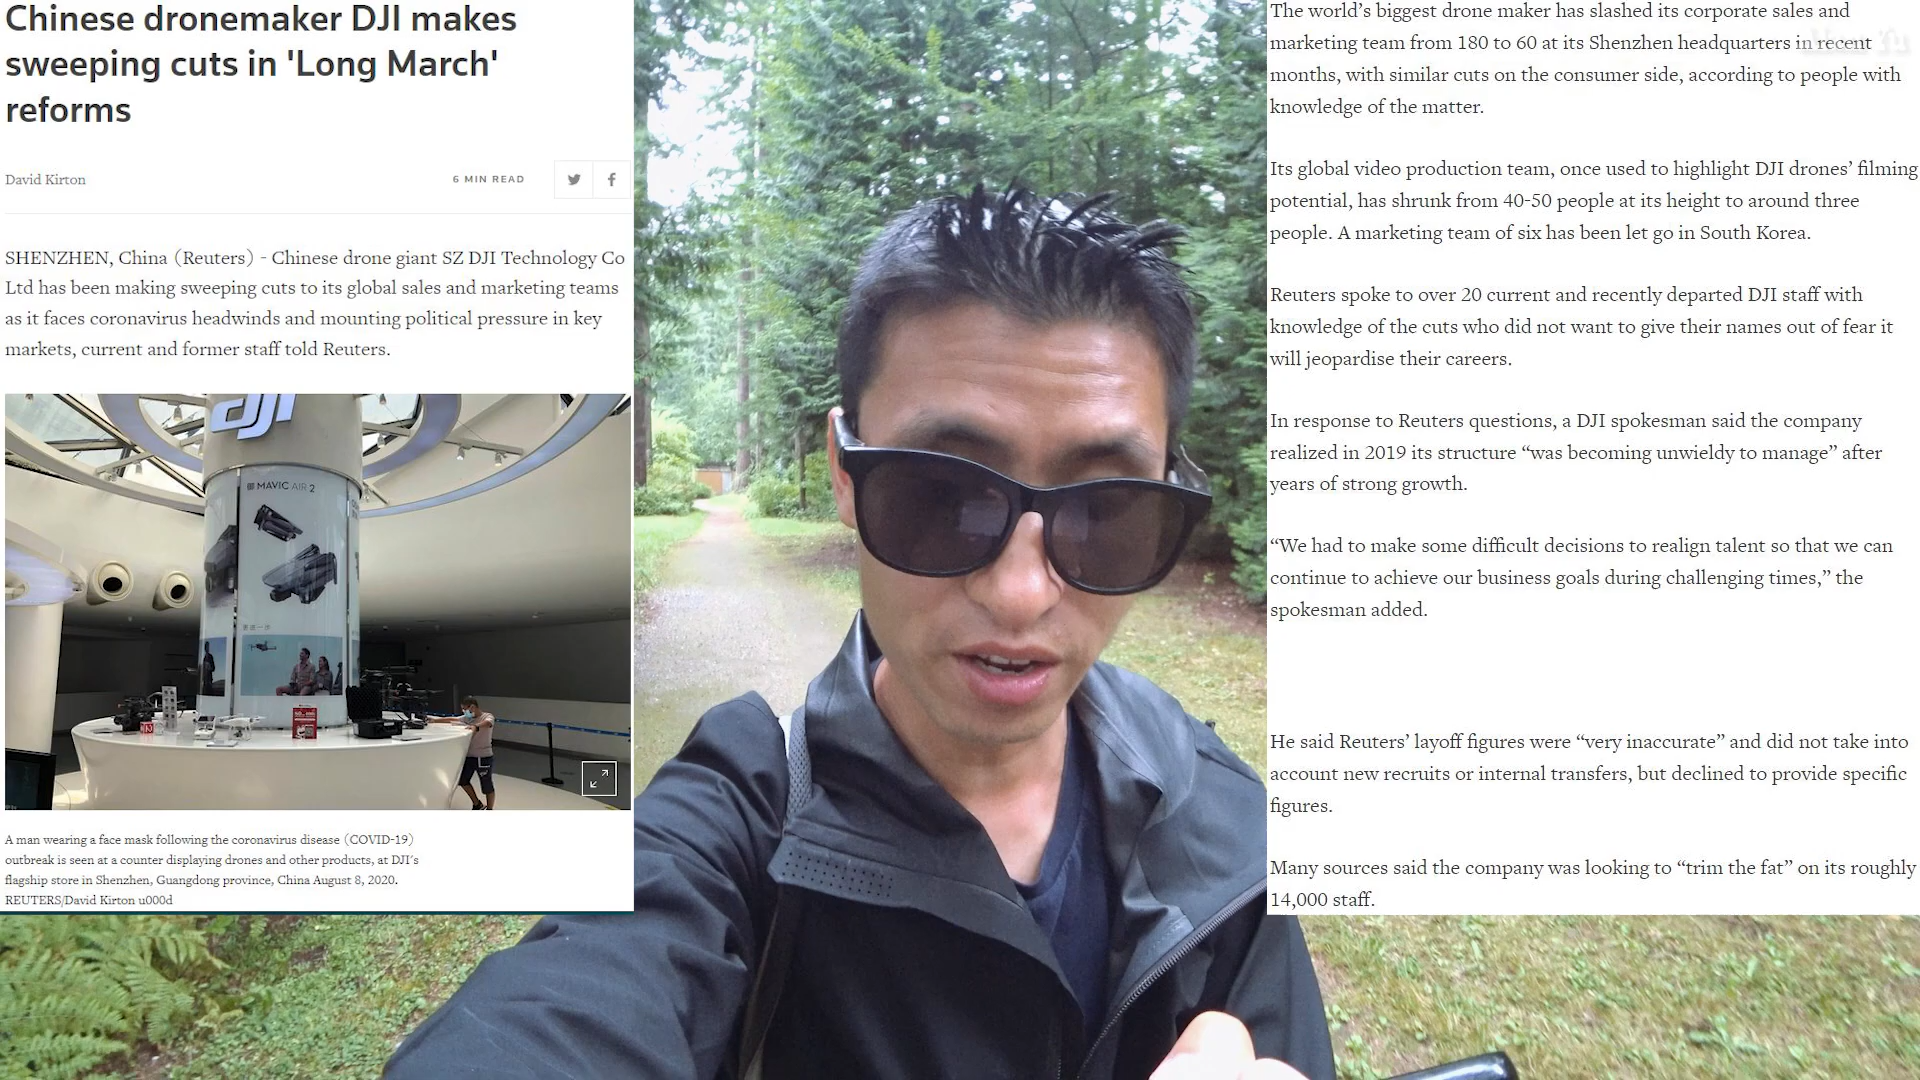 Chinese dronemaker DJI makes
sweeping cuts in 'Long March'
reforms
David Kirton
6 MIN READ
SHENZHEN, China (Reuters) - Chinese drone giant SZ DJI Technology Co
Ltd has been making sweeping cuts to its global sales and marketing teams
as it faces coronavirus headwinds and mounting political pressure in key
markets, current and former staff told Reuters.
dji
MAVIC AIR 2
A man wearing a face mask following the coronavirus disease (COVID-19)
outbreak is seen at a counter displaying drones and other products, at DJI's
flagship store in Shenzhen, Guangdong province, China August 8, 2020.
REUTERS/David Kirton u000d
The world's biggest drone maker has slashed its corporate sales and
marketing team from 180 to 60 at its Shenzhen headquarters in recent
months, with similar cuts on the consumer side, according to people with
knowledge of the matter.
Its global video production team, once used to highlight DJI drones' filming
potential, has shrunk from 40-50 people at its height to around three
people. A marketing team of six has been let go in South Korea.
Reuters spoke to over 20 current and recently departed DJI staff with
knowledge of the cuts who did not want to give their names out of fear it
will jeopardise their careers.
In response to Reuters questions, a DJI spokesman said the company
realized in 2019 its structure “was becoming unwieldy to manage” after
years of strong growth.
“We had to make some difficult decisions to realign talent so that we can
continue to achieve our business goals during challenging times,” the
spokesman added.
He said Reuters’ layoff figures were “very inaccurate” and did not take into
account new recruits or internal transfers, but declined to provide specific
figures.
Many sources said the company was looking to “trim the fat” on its roughly
14,000 staff.